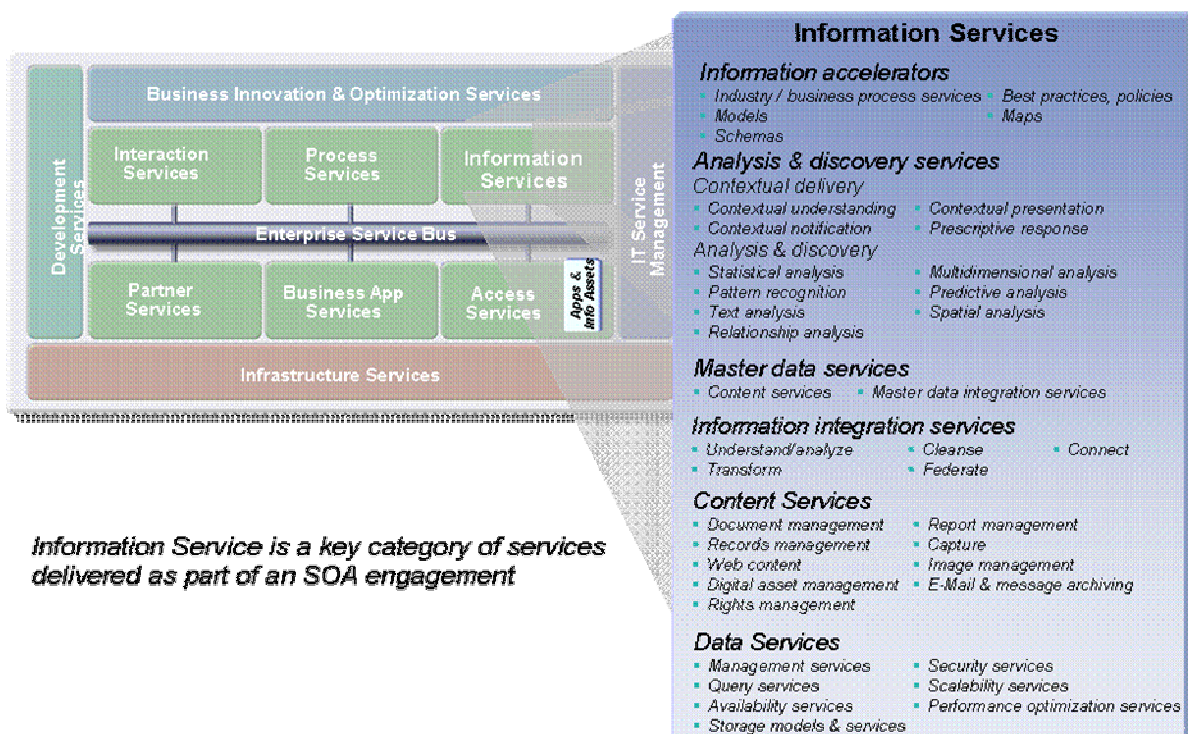 Business Innovation & Optimization Services
Development
Services
Interaction
Services
Process
Services
Information
Services
IT Service
Management
Enterprise Service Bus
Partner
Services
Business App
Services
Access
Services
Apps &
Info Assets
Infrastructure Services
Information Service is a key category of services
delivered as part of an SOA engagement
Information Services
Information accelerators
Industry / business process services
Best practices, policies
Models
Maps
Schemas
Analysis & discovery services
Contextual delivery
Contextual understanding
Contextual presentation
Contextual notification
Prescriptive response
Analysis & discovery
Statistical analysis
Multidimensional analysis
Pattern recognition
Predictive analysis
Text analysis
Spatial analysis
Relationship analysis
Master data services
Content services
Master data integration services
Information integration services
Understand/analyze
Cleanse
Connect
Transform
Federate
Content Services
Document management
Report management
Records management
Capture
Web content
Image management
Digital asset management
E-Mail & message archiving
Rights management
Data Services
Management services
Security services
Query services
Scalability services
Availability services
Performance optimization services
Storage models & services